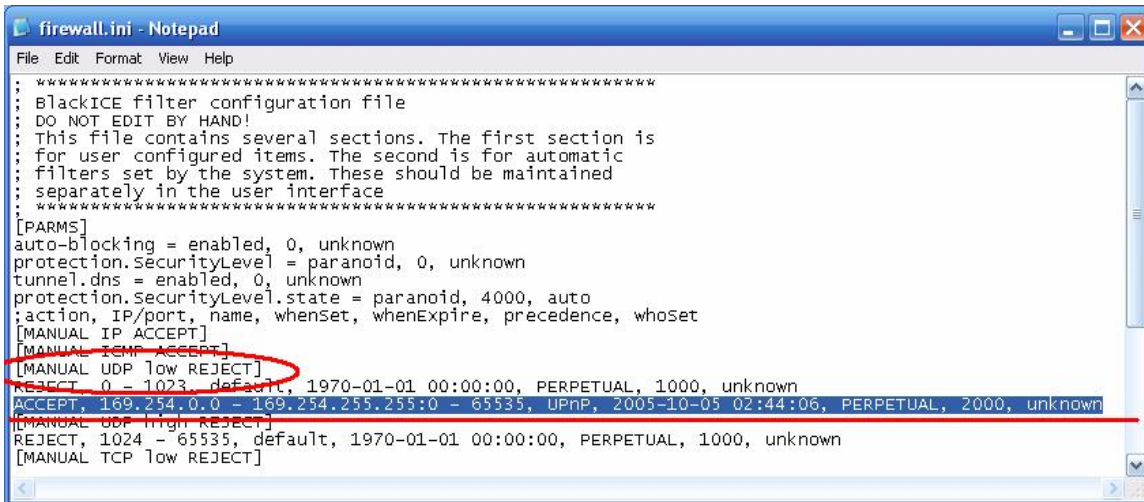 firewall.ini - Notepad
File Edit Format View Help
; *********************************************************
; BlackICE filter configuration file
; DO NOT EDIT BY HAND!
; This file contains several sections. The first section is
; for user configured items. The second is for automatic
; filters set by the system. These should be maintained
; separately in the user interface
; *********************************************************
[PARMS]
auto-blocking = enabled, 0, unknown
protection.SecurityLevel = paranoid, 0, unknown
tunnel.dns = enabled, 0, unknown
protection.SecurityLevel.state = paranoid, 4000, auto
;action, IP/port, name, whenSet, whenExpire, precedence, whoSet
[MANUAL IP ACCEPT]
[MANUAL ICMP ACCEPT]
[MANUAL UDP low REJECT]
REJECT, 0 - 1023, default, 1970-01-01 00:00:00, PERPETUAL, 1000, unknown
ACCEPT, 169.254.0.0 - 169.254.255.255:0 - 65535, UPnP, 2005-10-05 02:44:06, PERPETUAL, 2000, unknown
[MANUAL UDP high REJECT]
REJECT, 1024 - 65535, default, 1970-01-01 00:00:00, PERPETUAL, 1000, unknown
[MANUAL TCP low REJECT]